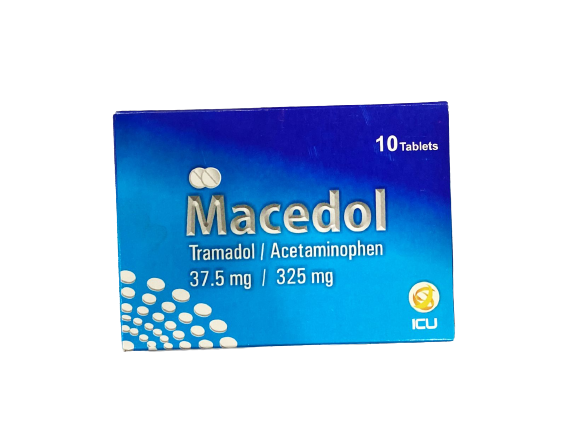 10 Tablets
Macedol
Tramadol / Acetaminophen
37.5 mg / 325 mg
ICU